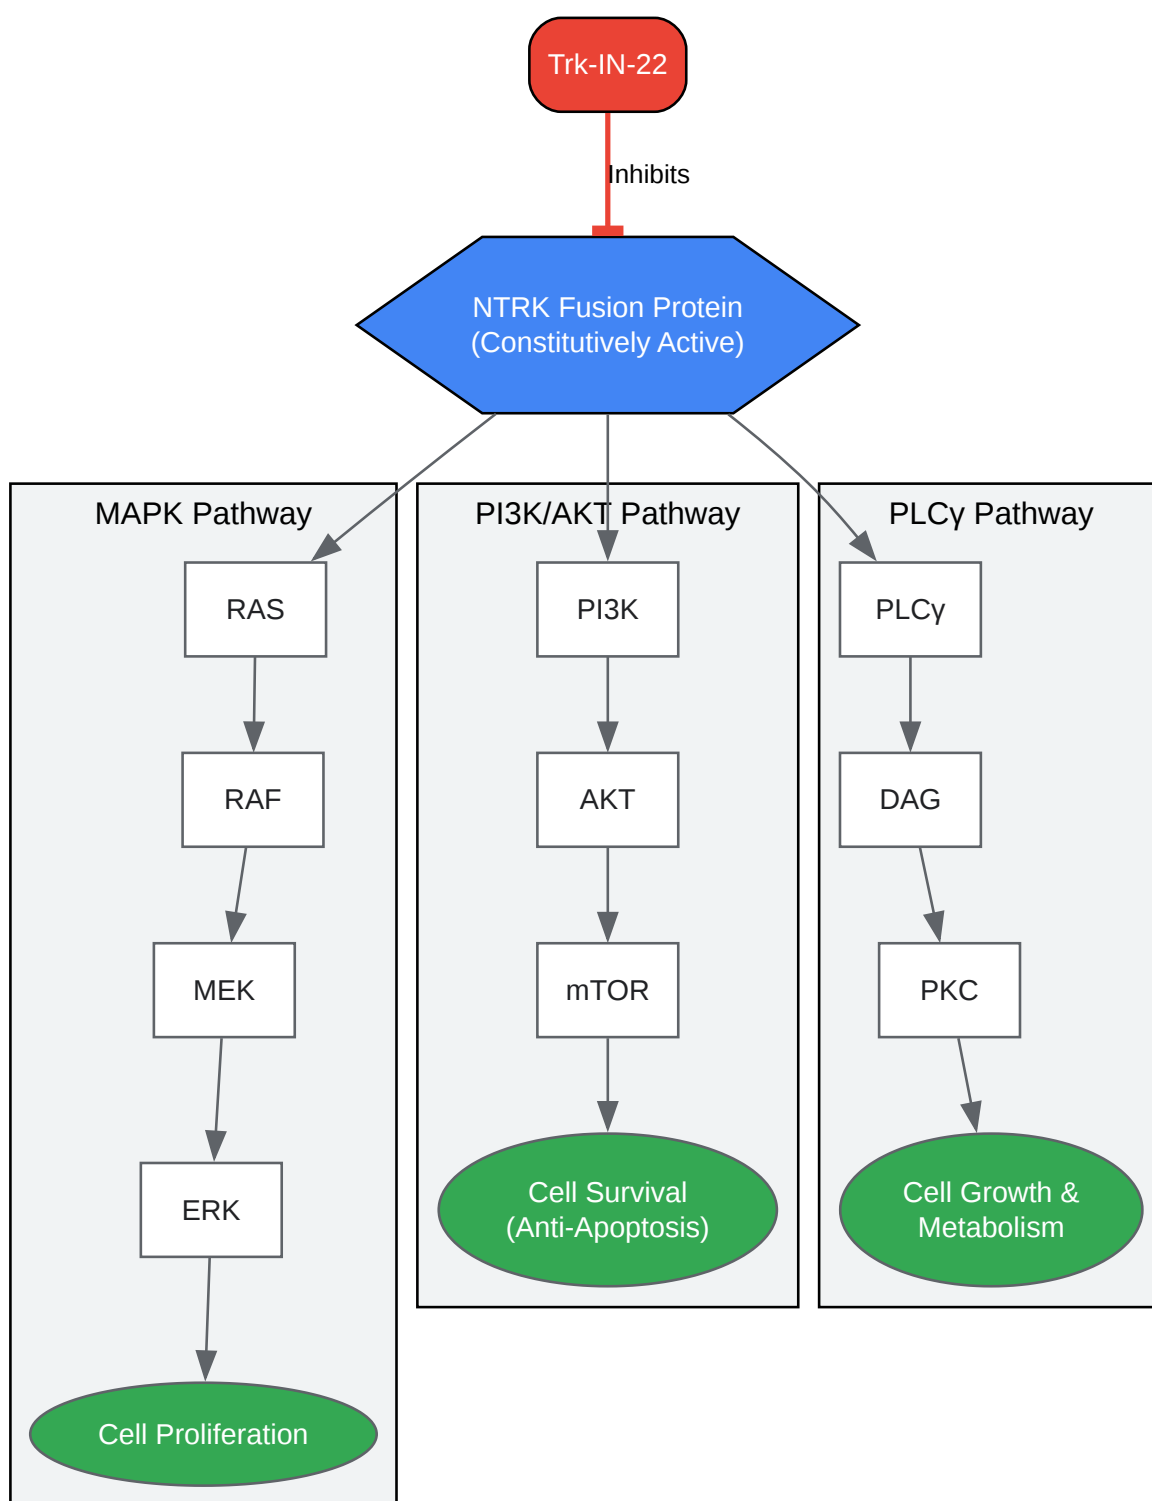 Trk-IN-22
Inhibits
NTRK Fusion Protein
(Constitutively Active)
MAPK Pathway
RAS
RAF
MEK
ERK
Cell Proliferation
PI3K/AKT Pathway
PI3K
AKT
mTOR
Cell Survival
(Anti-Apoptosis)
PLCγ Pathway
PLCγ
DAG
PKC
Cell Growth &
Metabolism